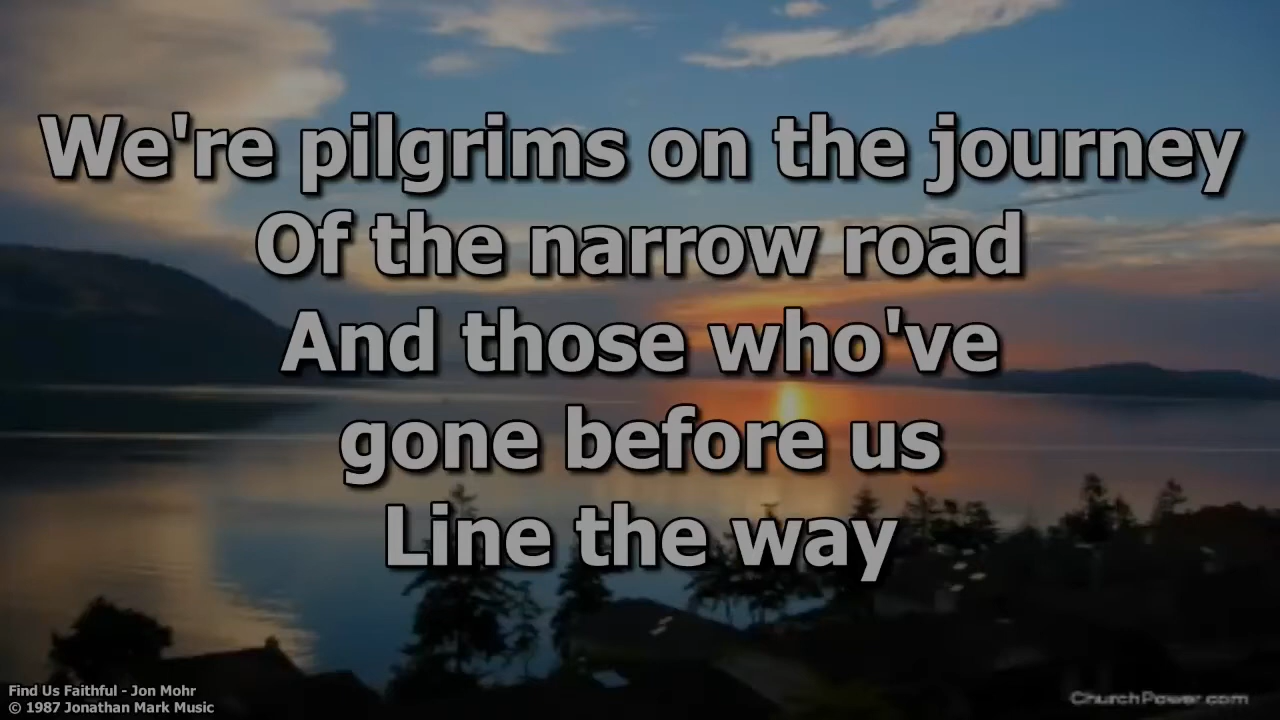 We're pilgrims on the journey
Of the narrow road
And those who've
gone before us
Line the way
Find Us Faithful - Jon Mohr
© 1987 Jonathan Mark Music
ChurchPower.com